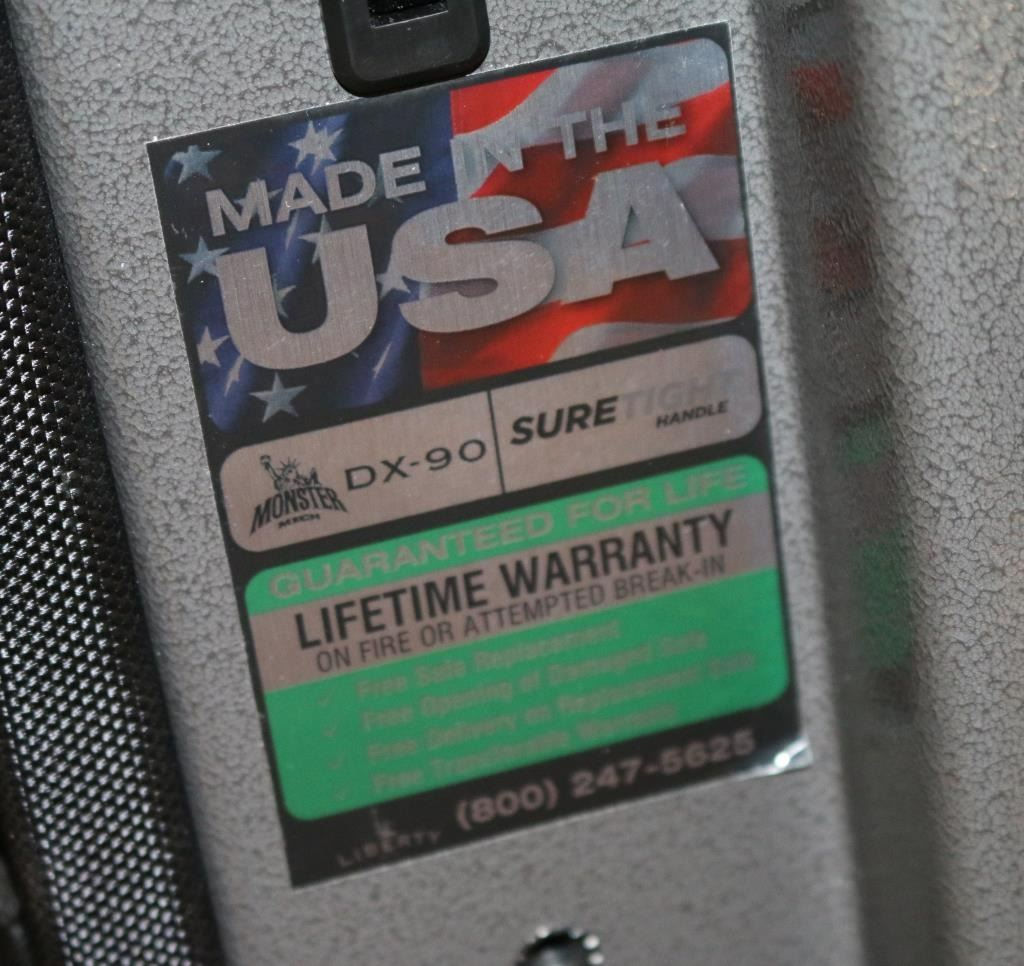 MADE IN THE
USA
MONSTER
MECH
DX-90
SURETIGHT
HANDLE
GUARANTEED FOR LIFE
LIFETIME WARRANTY
ON FIRE OR ATTEMPTED BREAK-IN
✓ Free Safe Replacement
✓ Free Opening of Damaged Safe
✓ Free Delivery on Replacement Safe
✓ Free Transferable Warranty
LIBERTY
(800) 247-5625